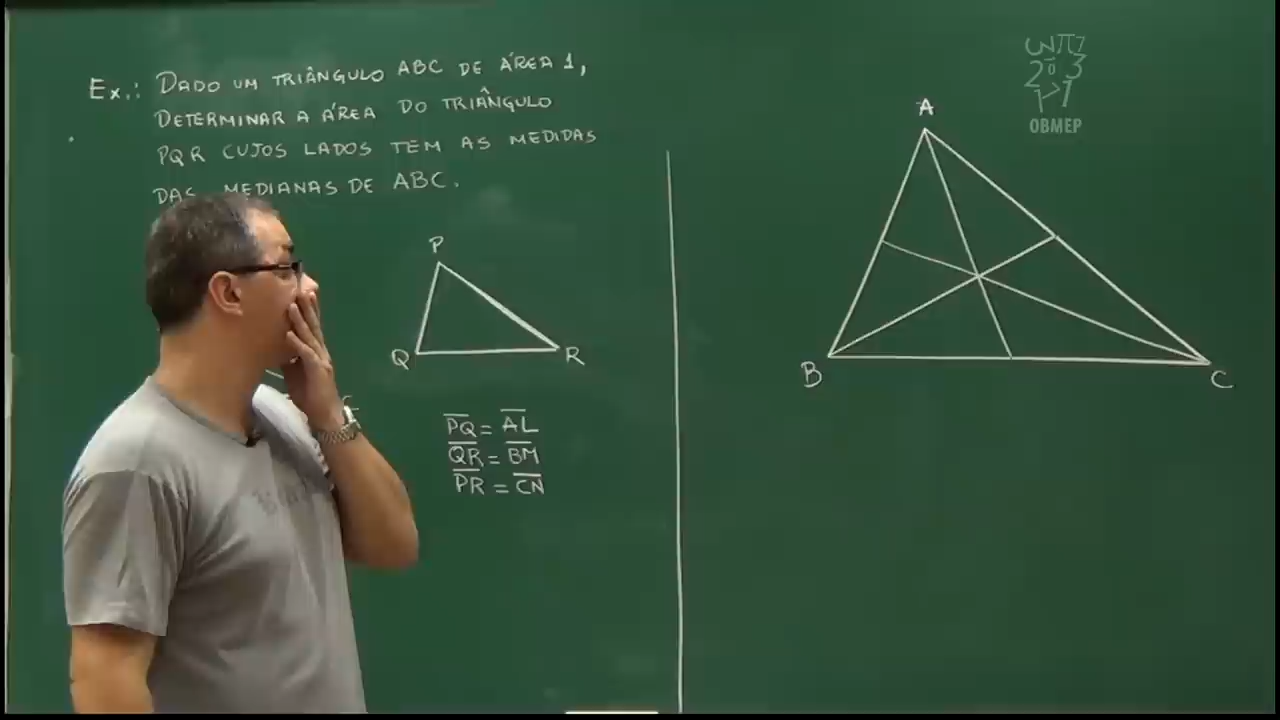 Ex.: DADO UM TRIÂNGULO ABC DE ÁREA 1,
DETERMINAR A ÁREA DO TRIÂNGULO
PQR CUJOS LADOS TEM AS MEDIDAS
DAS MEDIANAS DE ABC.
P
Q
R
PQ = AL
QR = BM
PR = CN
A
B
C
OBMEP